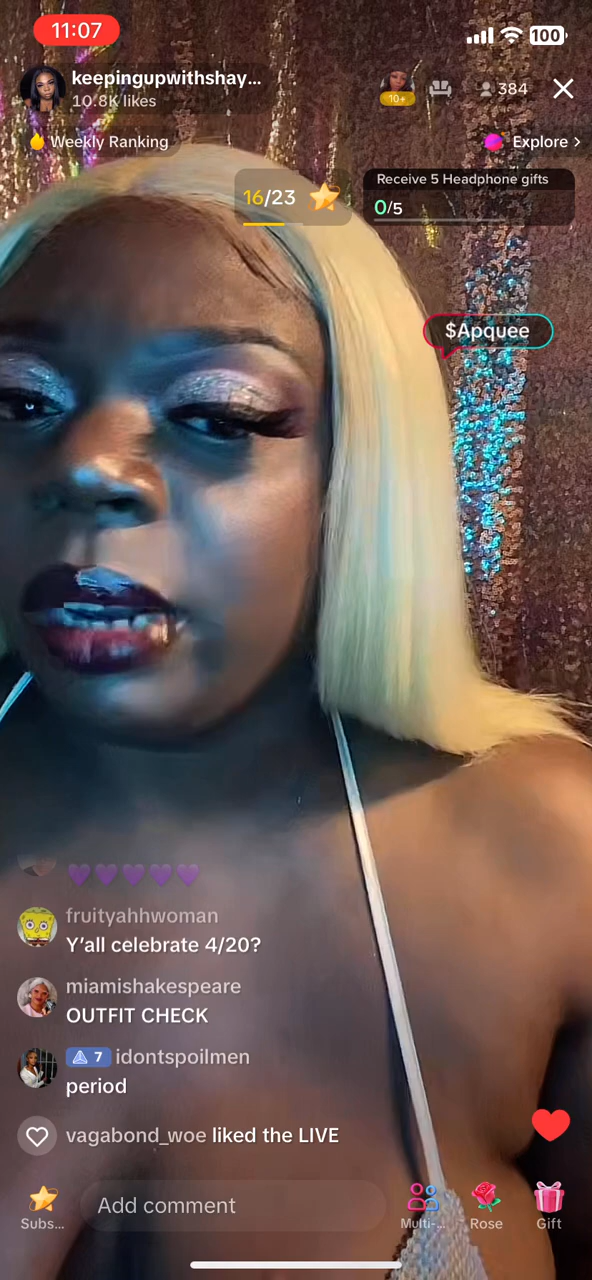 11:07
100
keepingupwithshay...
10.8K likes
10+
384
Weekly Ranking
Explore >
16/23
Receive 5 Headphone gifts
0/5
$Apquee
💜💜💜💜💜
fruityahhwoman
Y'all celebrate 4/20?
miamishakespeare
OUTFIT CHECK
7 idontspoilmen
period
vagabond_woe liked the LIVE
Add comment
Subs...
Multi-...
Rose
Gift